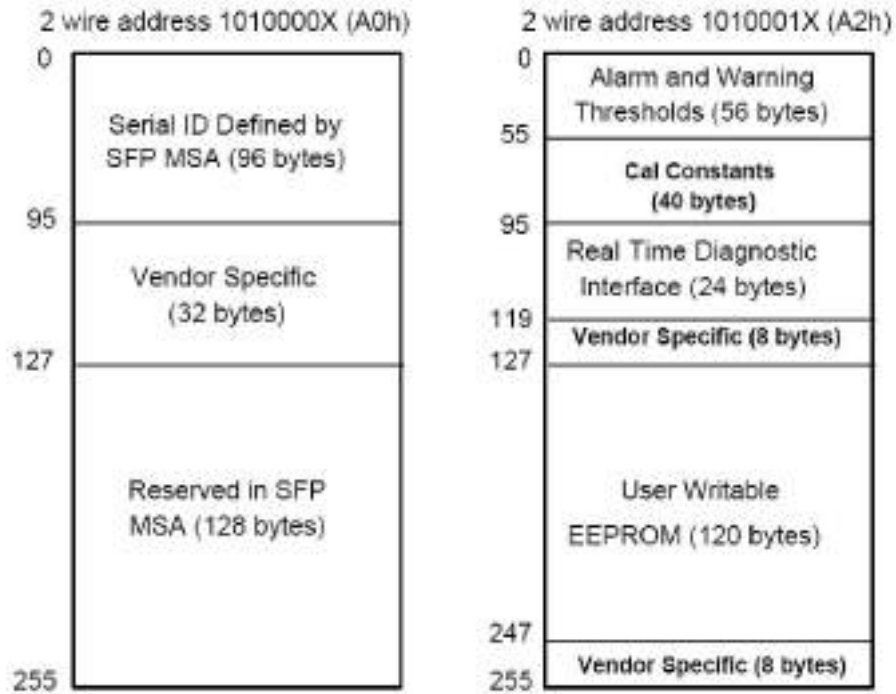 2 wire address 1010000X (A0h)
0
Serial ID Defined by
SFP MSA (96 bytes)
95
Vendor Specific
(32 bytes)
127
Reserved in SFP
MSA (128 bytes)
255
2 wire address 1010001X (A2h)
0
Alarm and Warning
Thresholds (56 bytes)
55
Cal Constants
(40 bytes)
95
Real Time Diagnostic
Interface (24 bytes)
119
Vendor Specific (8 bytes)
127
User Writable
EEPROM (120 bytes)
247
Vendor Specific (8 bytes)
255